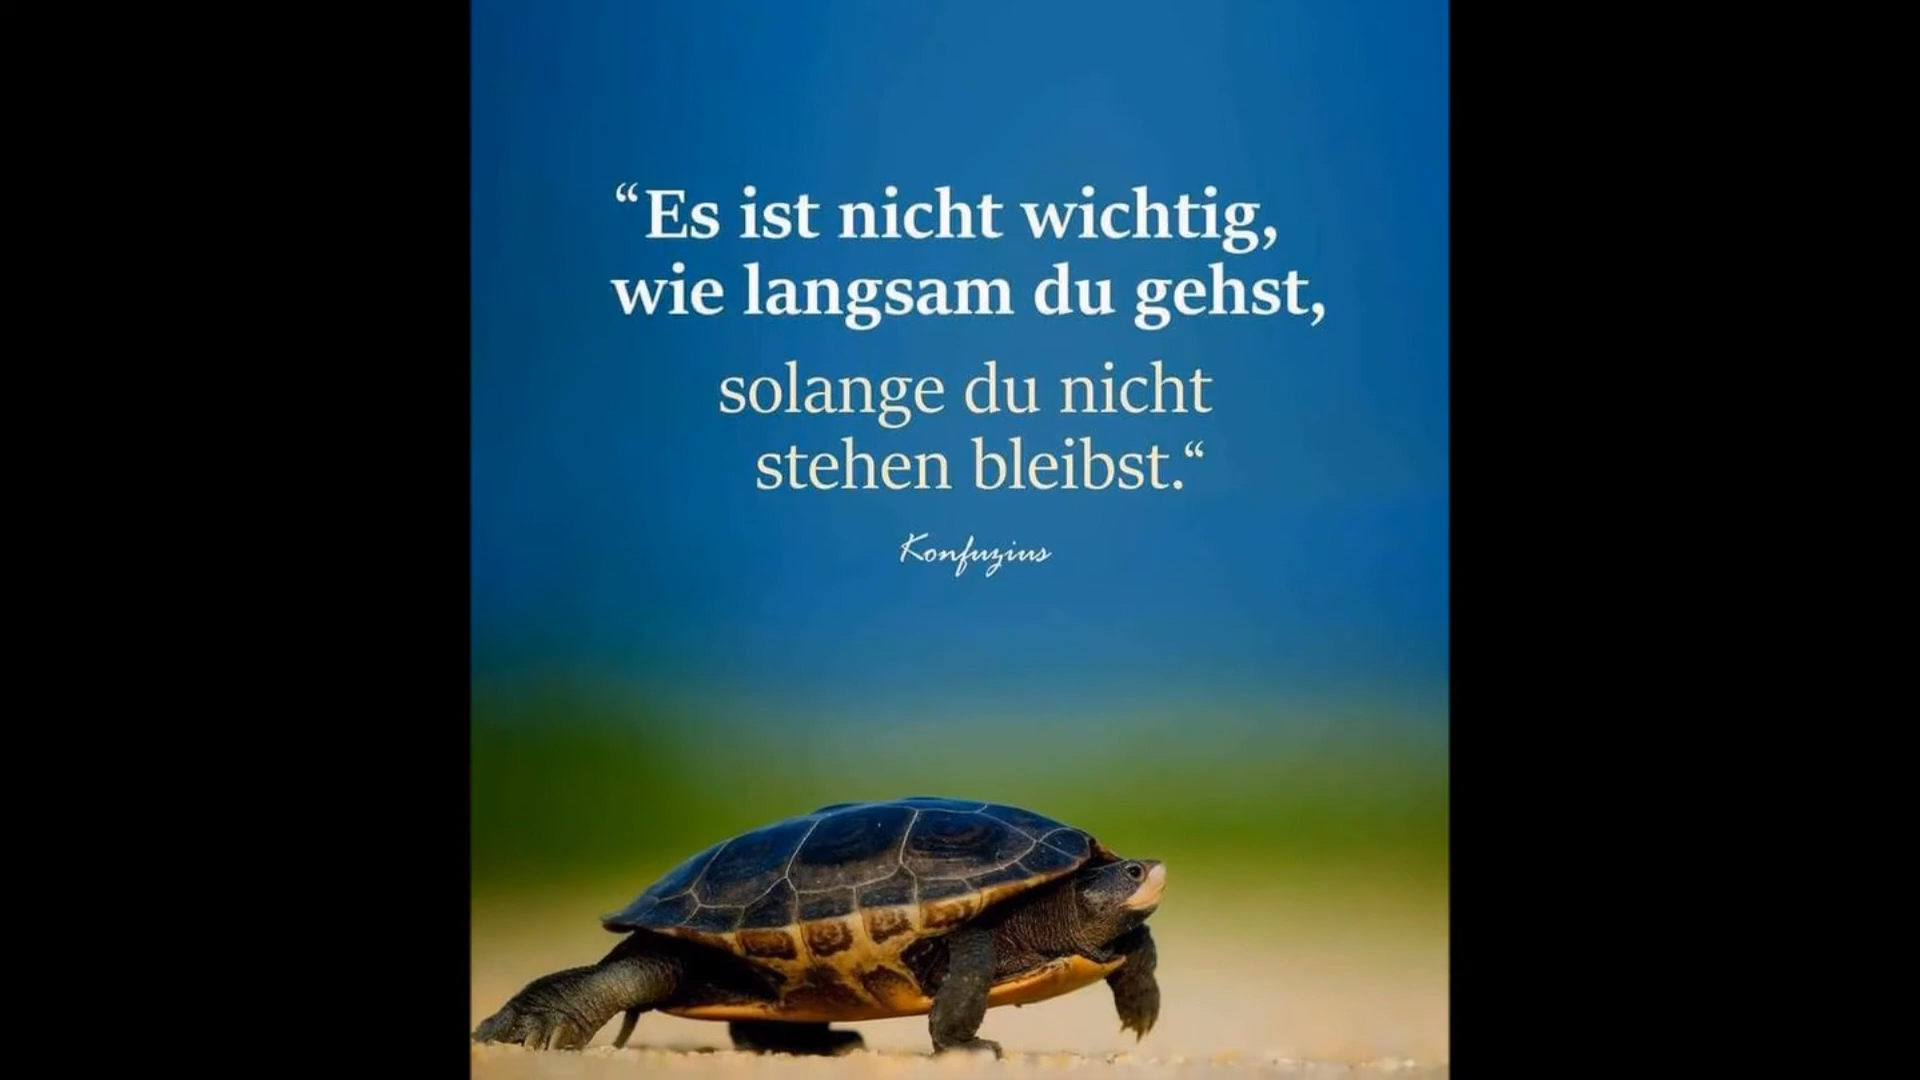 “Es ist nicht wichtig,
wie langsam du gehst,
solange du nicht
stehen bleibst.“
Konfuzius